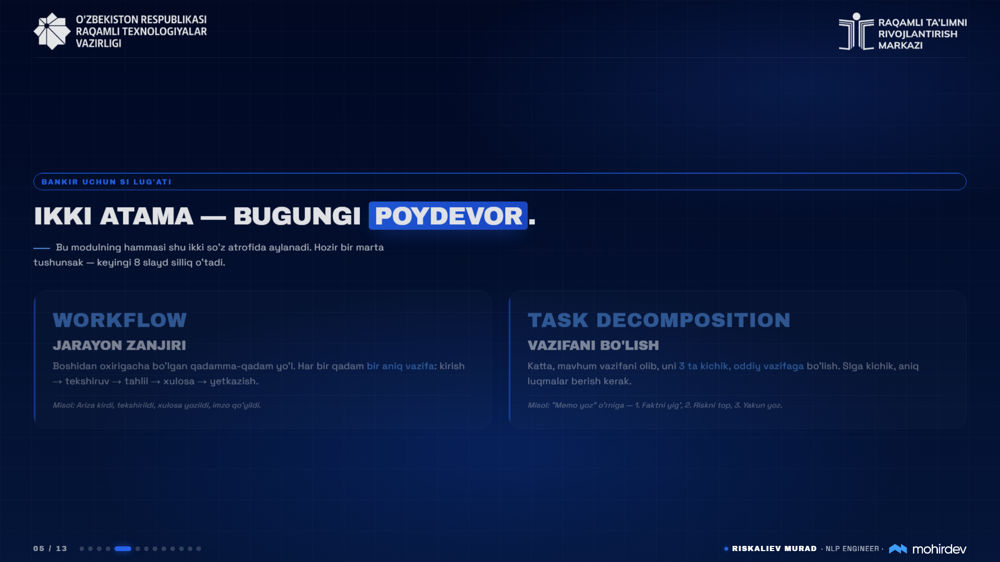 O'ZBEKISTON RESPUBLIKASI
RAQAMLI TEXNOLOGIYALAR
VAZIRLIGI
RAQAMLI TA'LIMNI
RIVOJLANTIRISH
MARKAZI
BANKIR UCHUN SI LUG'ATI
IKKI ATAMA — BUGUNGI POYDEVOR.
— Bu modulning hammasi shu ikki so'z atrofida aylanadi. Hozir bir marta
tushunsak — keyingi 8 slayd silliq o'tadi.
WORKFLOW
JARAYON ZANJIRI
Boshidan oxirigacha bo'lgan qadamma-qadam yo'l. Har bir qadam bir aniq vazifa: kirish
→ tekshiruv → tahlil → xulosa → yetkazish.
Misol: Ariza kirdi, tekshirildi, xulosa yozildi, imzo qo'yildi.
TASK DECOMPOSITION
VAZIFANI BO'LISH
Katta, mavhum vazifani olib, uni 3 ta kichik, oddiy vazifaga bo'lish. SIga kichik, aniq
luqmalar berish kerak.
Misol: "Memo yoz" o'rniga — 1. Faktni yig', 2. Riskni top, 3. Yakun yoz.
05 / 13
RISKALIEV MURAD · NLP ENGINEER ·
mohirdev